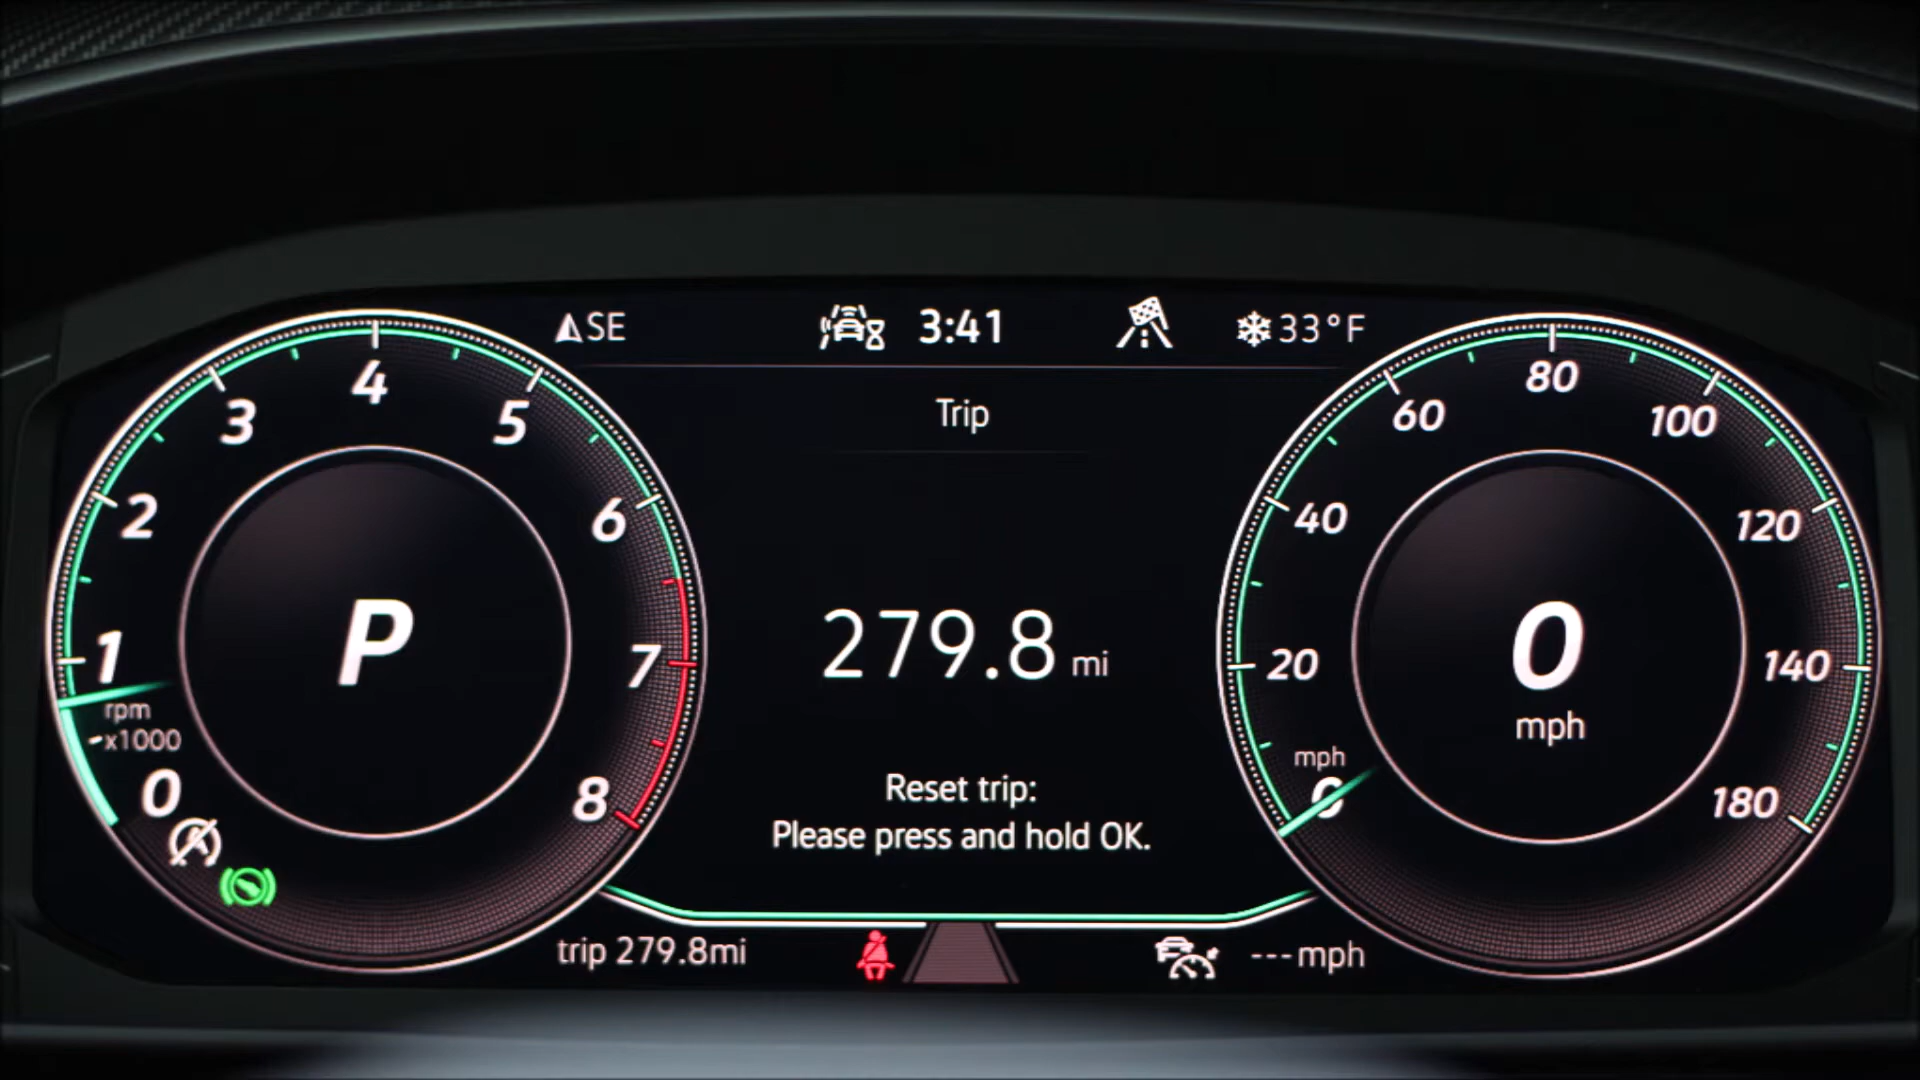 SE
3:41
33°F
Trip
1
2
3
4
5
6
7
8
0
rpm
x1000
P
279.8 mi
Reset trip:
Please press and hold OK.
0
20
40
60
80
100
120
140
180
mph
0
mph
trip 279.8mi
---mph